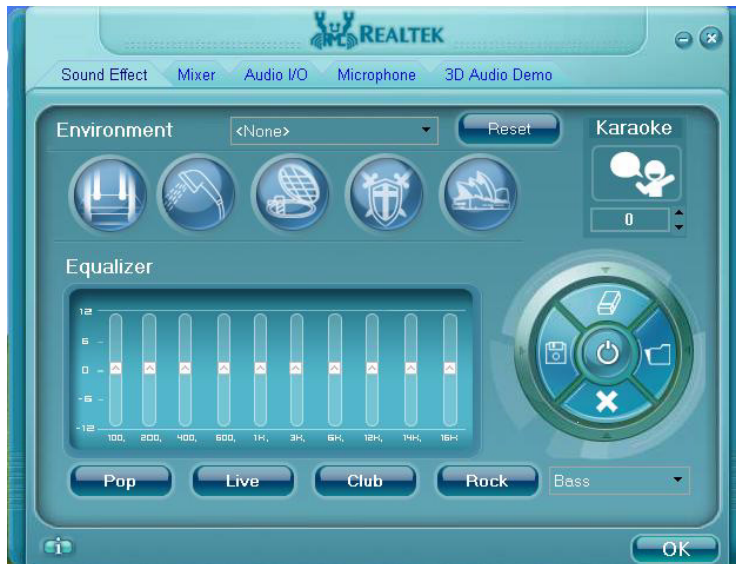 REALTEK
Sound Effect Mixer Audio I/O Microphone 3D Audio Demo
Environment <None> Reset Karaoke
0
Equalizer
12
6
0
-6
-12
100, 200, 400, 600, 1K, 3K, 6K, 12K, 14K, 16K
Pop Live Club Rock Bass
i
OK